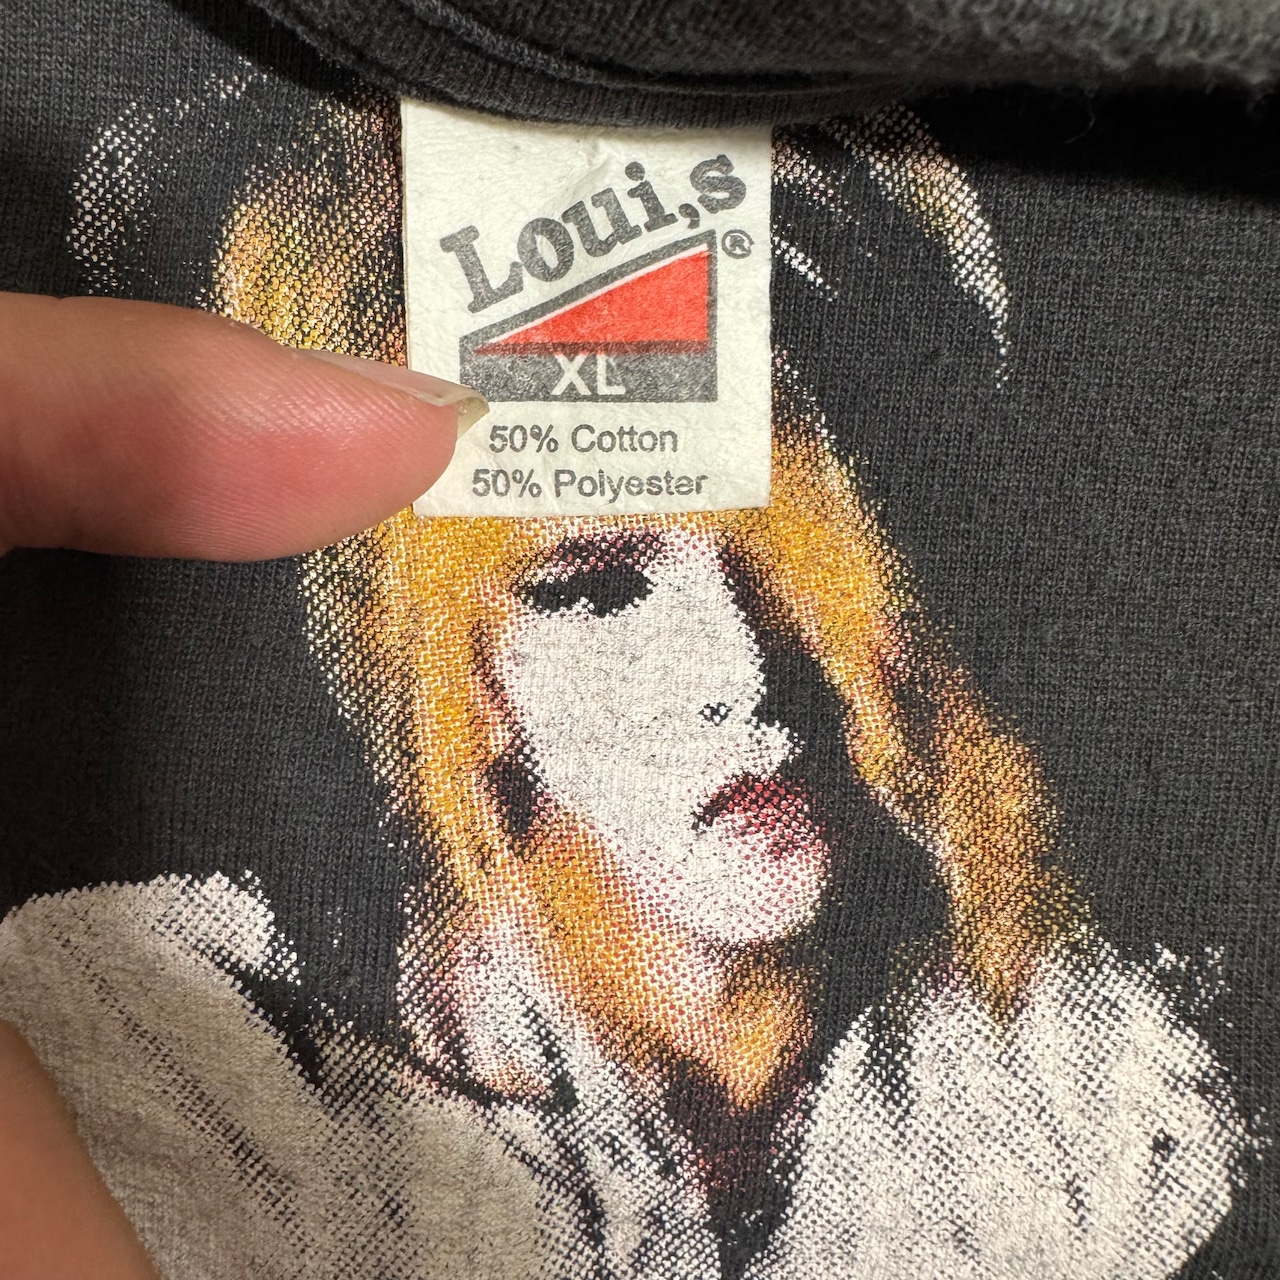 Loui,s
®
XL
50% Cotton
50% Polyester